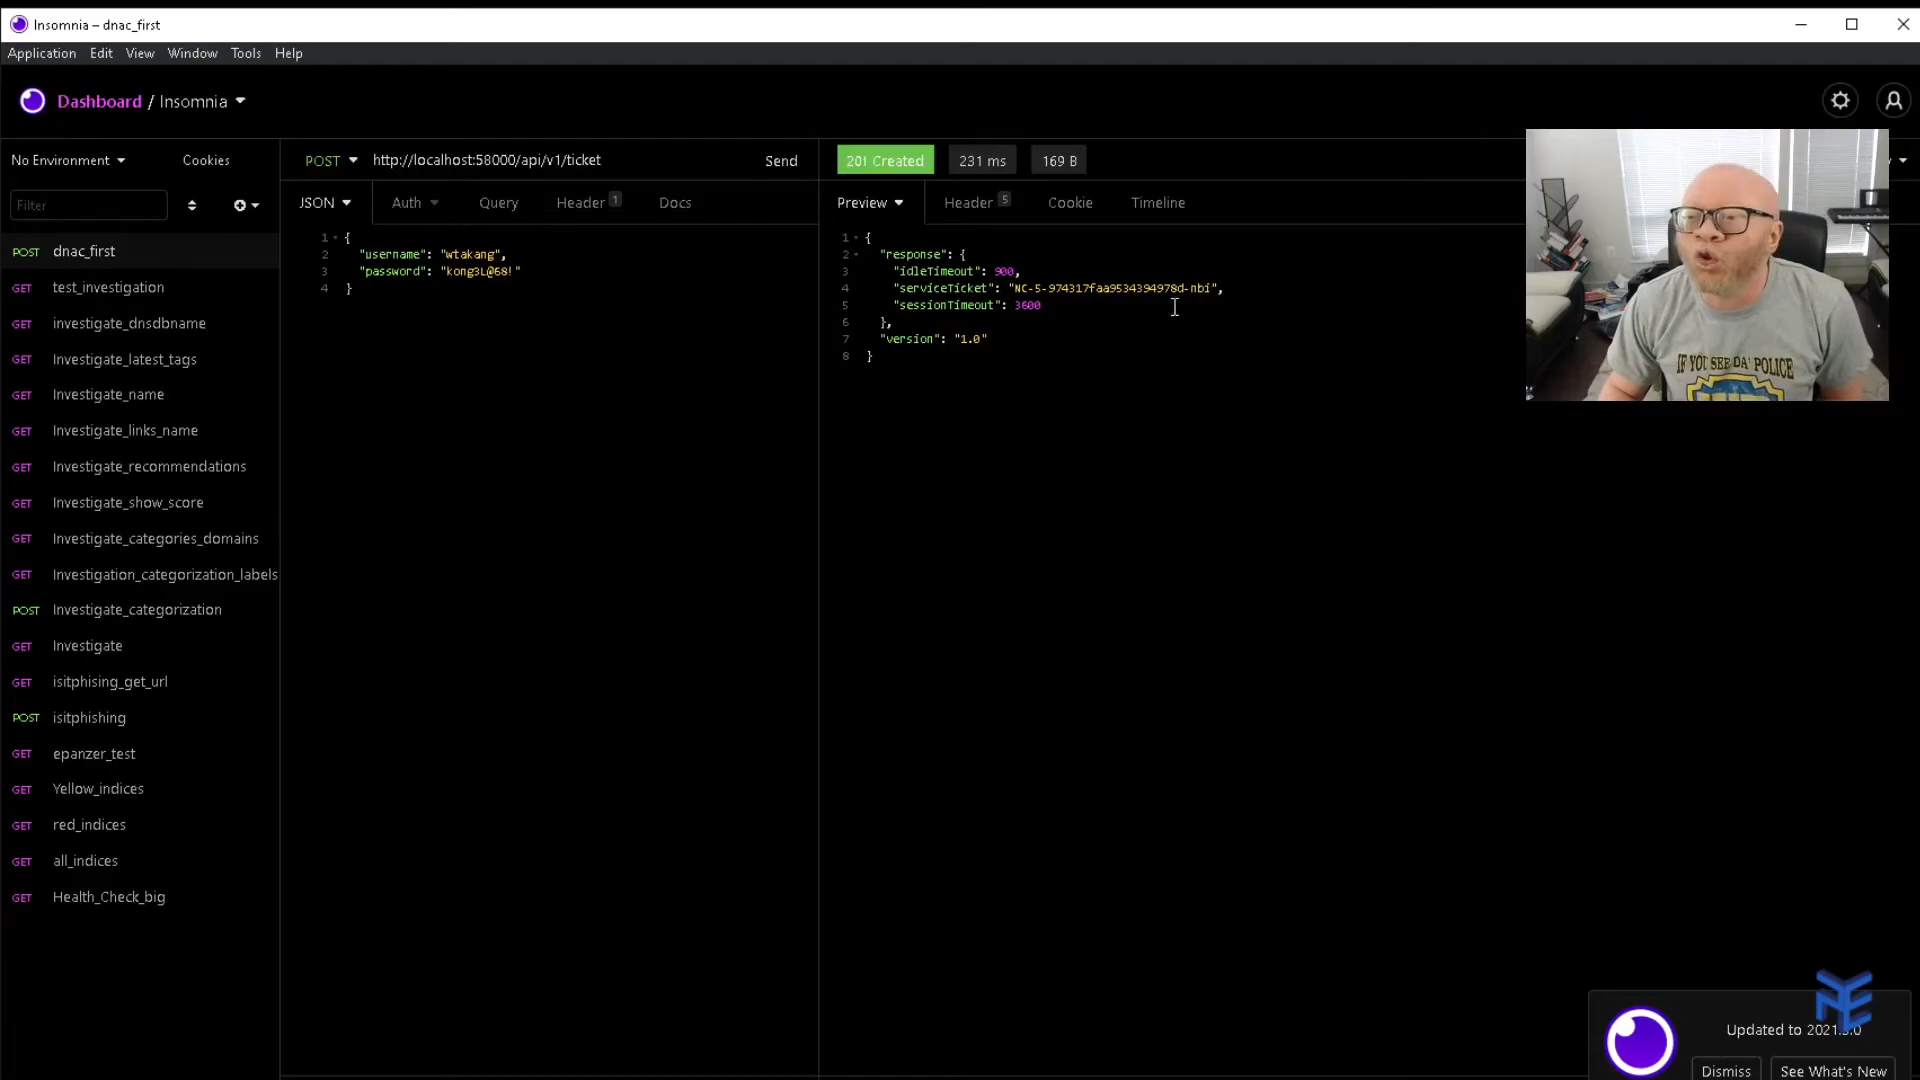 Insomnia – dnac_first
Application Edit View Window Tools Help
Dashboard / Insomnia
No Environment Cookies
POST http://localhost:58000/api/v1/ticket Send
201 Created 231 ms 169 B
Filter
JSON Auth Query Header 1 Docs
Preview Header 5 Cookie Timeline
POST dnac_first
GET test_investigation
GET investigate_dnsdbname
GET Investigate_latest_tags
GET Investigate_name
GET Investigate_links_name
GET Investigate_recommendations
GET Investigate_show_score
GET Investigate_categories_domains
GET Investigation_categorization_labels
POST Investigate_categorization
GET Investigate
GET isitphising_get_url
POST isitphishing
GET epanzer_test
GET Yellow_indices
GET red_indices
GET all_indices
GET Health_Check_big
1 {
2 "username": "wtakang",
3 "password": "kong3L@68!"
4 }
1 {
2 "response": {
3 "idleTimeout": 900,
4 "serviceTicket": "NC-5-974317faa9534394978d-nbi",
5 "sessionTimeout": 3600
6 },
7 "version": "1.0"
8 }
IF YOU SEE DA' POLICE
Updated to
Dismiss See What's New